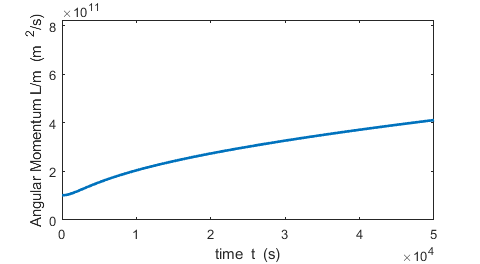 ×10¹¹
8
6
4
2
0
Angular Momentum L/m (m ²/s)
0 1 2 3 4 5
time t (s)
×10⁴